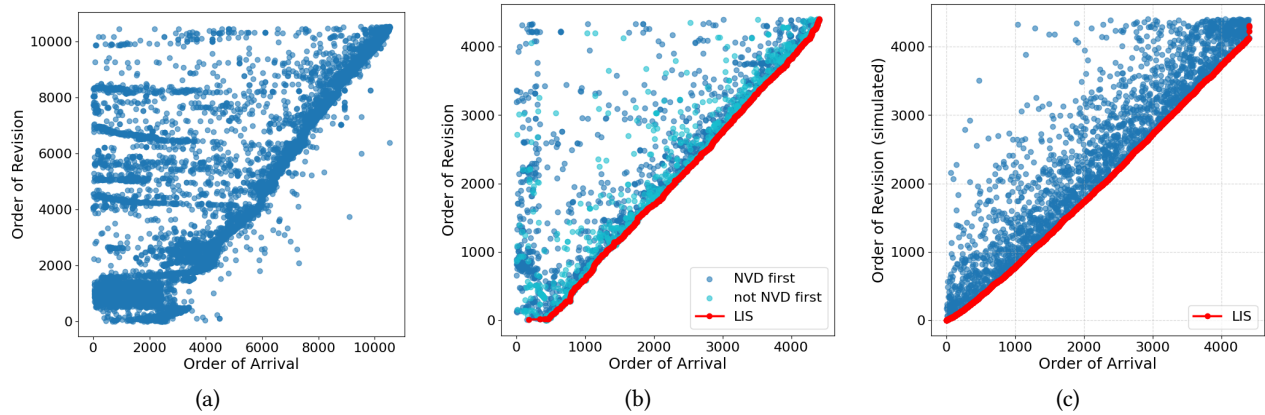 10000
8000
6000
4000
2000
0
Order of Revision
0 2000 4000 6000 8000 10000
Order of Arrival
(a)
4000
3000
2000
1000
0
Order of Revision
NVD first
not NVD first
LIS
0 1000 2000 3000 4000
Order of Arrival
(b)
4000
3000
2000
1000
0
Order of Revision (simulated)
LIS
0 1000 2000 3000 4000
Order of Arrival
(c)